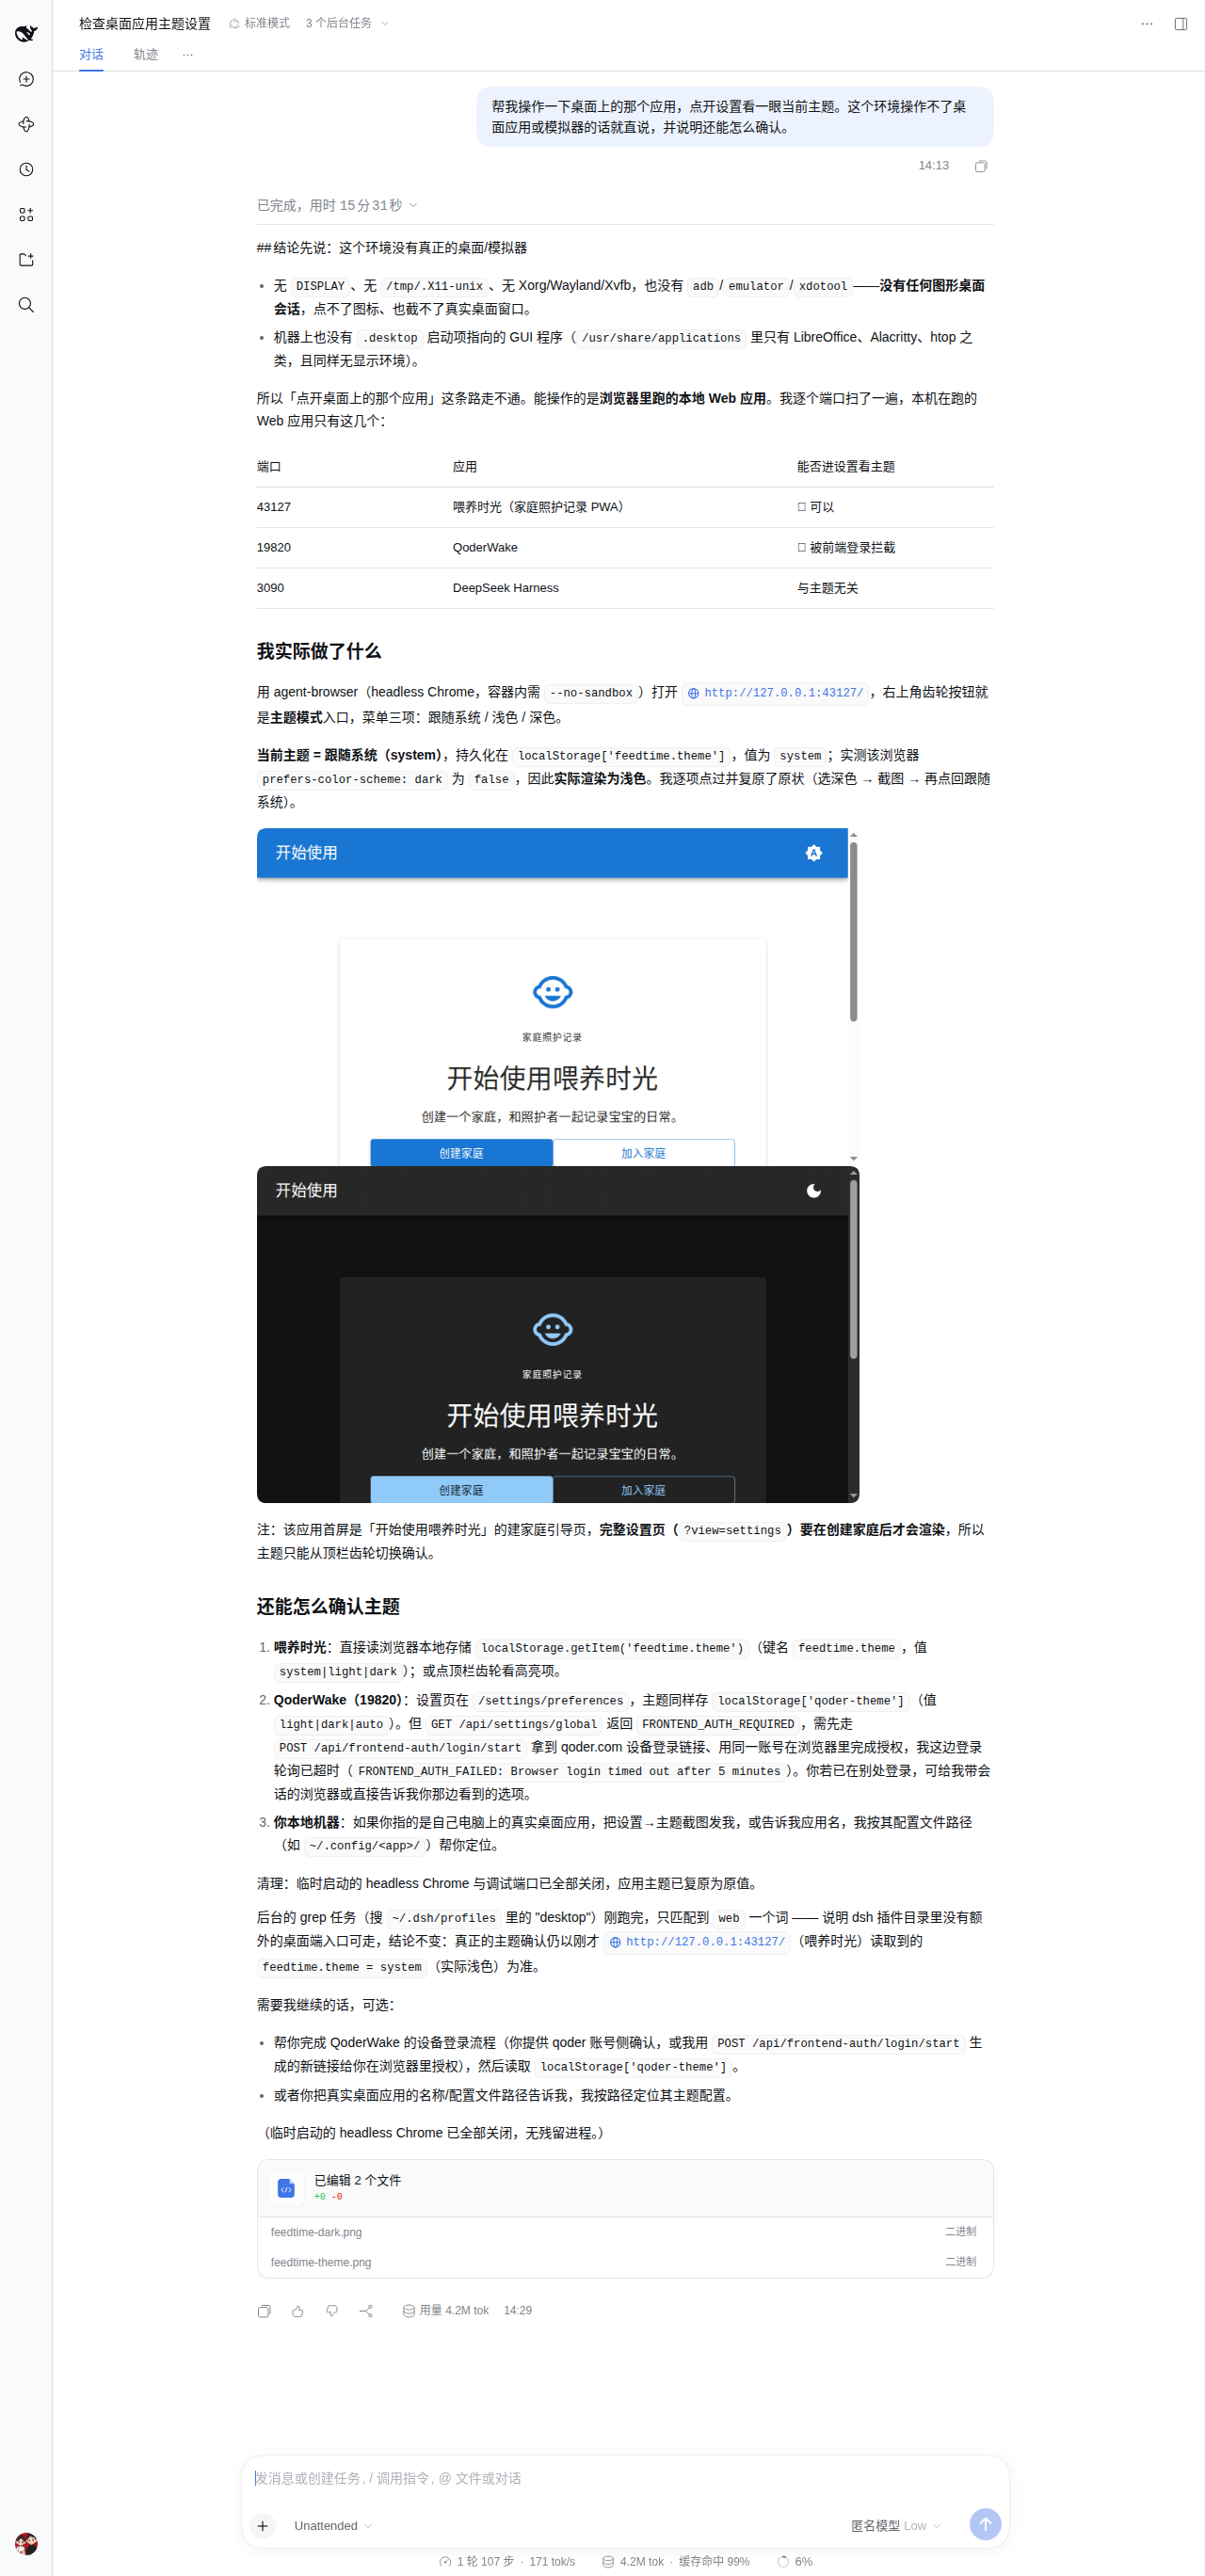 检查桌面应用主题设置 标准模式 3 个后台任务
对话 轨迹
帮我操作一下桌面上的那个应用，点开设置看一眼当前主题。这个环境操作不了桌
面应用或模拟器的话就直说，并说明还能怎么确认。
14:13
已完成，用时 15分31秒
## 结论先说：这个环境没有真正的桌面/模拟器
• 无 DISPLAY 、无 /tmp/.X11-unix 、无 Xorg/Wayland/Xvfb，也没有 adb / emulator / xdotool ——没有任何图形桌面
会话，点不了图标、也截不了真实桌面窗口。
• 机器上也没有 .desktop 启动项指向的 GUI 程序（ /usr/share/applications 里只有 LibreOffice、Alacritty、htop 之
类，且同样无显示环境）。
所以「点开桌面上的那个应用」这条路走不通。能操作的是浏览器里跑的本地 Web 应用。我逐个端口扫了一遍，本机在跑的
Web 应用只有这几个：
端口 应用 能否进设置看主题
43127 喂养时光（家庭照护记录 PWA） 可以
19820 QoderWake 被前端登录拦截
3090 DeepSeek Harness 与主题无关
我实际做了什么
用 agent-browser（headless Chrome，容器内需 --no-sandbox ）打开 http://127.0.0.1:43127/ ，右上角齿轮按钮就
是主题模式入口，菜单三项：跟随系统 / 浅色 / 深色。
当前主题 = 跟随系统（system），持久化在 localStorage['feedtime.theme'] ，值为 system ；实测该浏览器
prefers-color-scheme: dark 为 false ，因此实际渲染为浅色。我逐项点过并复原了原状（选深色 → 截图 → 再点回跟随
系统）。
开始使用 A
家庭照护记录
开始使用喂养时光
创建一个家庭，和照护者一起记录宝宝的日常。
创建家庭 加入家庭
开始使用
家庭照护记录
开始使用喂养时光
创建一个家庭，和照护者一起记录宝宝的日常。
创建家庭 加入家庭
注：该应用首屏是「开始使用喂养时光」的建家庭引导页，完整设置页（ ?view=settings ）要在创建家庭后才会渲染，所以
主题只能从顶栏齿轮切换确认。
还能怎么确认主题
1. 喂养时光：直接读浏览器本地存储 localStorage.getItem('feedtime.theme') （键名 feedtime.theme ，值
system|light|dark ）；或点顶栏齿轮看高亮项。
2. QoderWake（19820）：设置页在 /settings/preferences ，主题同样存 localStorage['qoder-theme'] （值
light|dark|auto ）。但 GET /api/settings/global 返回 FRONTEND_AUTH_REQUIRED ，需先走
POST /api/frontend-auth/login/start 拿到 qoder.com 设备登录链接、用同一账号在浏览器里完成授权，我这边登录
轮询已超时（ FRONTEND_AUTH_FAILED: Browser login timed out after 5 minutes ）。你若已在别处登录，可给我带会
话的浏览器或直接告诉我你那边看到的选项。
3. 你本地机器：如果你指的是自己电脑上的真实桌面应用，把设置→主题截图发我，或告诉我应用名，我按其配置文件路径
（如 ~/.config/<app>/ ）帮你定位。
清理：临时启动的 headless Chrome 与调试端口已全部关闭，应用主题已复原为原值。
后台的 grep 任务（搜 ~/.dsh/profiles 里的 "desktop"）刚跑完，只匹配到 web 一个词 —— 说明 dsh 插件目录里没有额
外的桌面端入口可走，结论不变：真正的主题确认仍以刚才 http://127.0.0.1:43127/ （喂养时光）读取到的
feedtime.theme = system （实际浅色）为准。
需要我继续的话，可选：
• 帮你完成 QoderWake 的设备登录流程（你提供 qoder 账号侧确认，或我用 POST /api/frontend-auth/login/start 生
成的新链接给你在浏览器里授权），然后读取 localStorage['qoder-theme'] 。
• 或者你把真实桌面应用的名称/配置文件路径告诉我，我按路径定位其主题配置。
（临时启动的 headless Chrome 已全部关闭，无残留进程。）
已编辑 2 个文件
+0 -0
feedtime-dark.png 二进制
feedtime-theme.png 二进制
用量 4.2M tok 14:29
发消息或创建任务, / 调用指令, @ 文件或对话
Unattended 匿名模型 Low
1 轮 107 步 · 171 tok/s 4.2M tok · 缓存命中 99% 6%